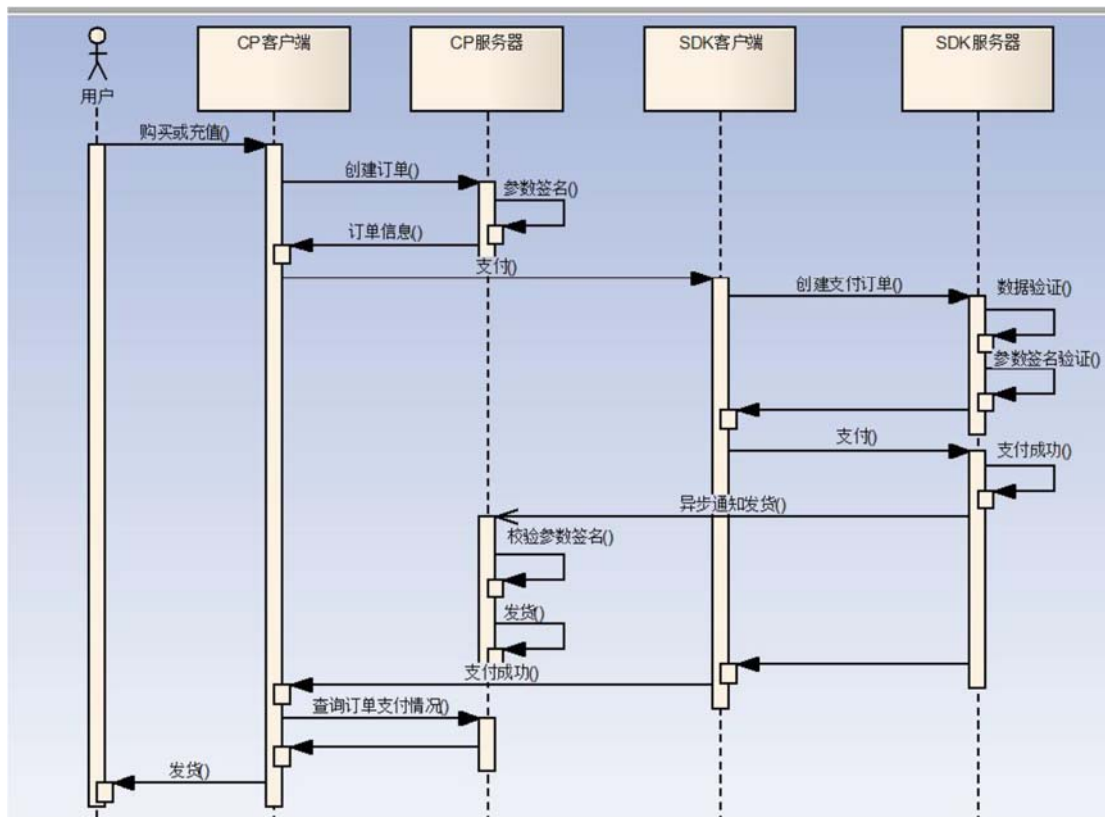 CP客户端
CP服务器
SDK客户端
SDK服务器
用户
购买或充值()
创建订单()
参数签名()
订单信息()
支付()
创建支付订单()
数据验证()
参数签名验证()
支付()
支付成功()
异步通知发货()
校验参数签名()
发货()
支付成功()
查询订单支付情况()
发货()